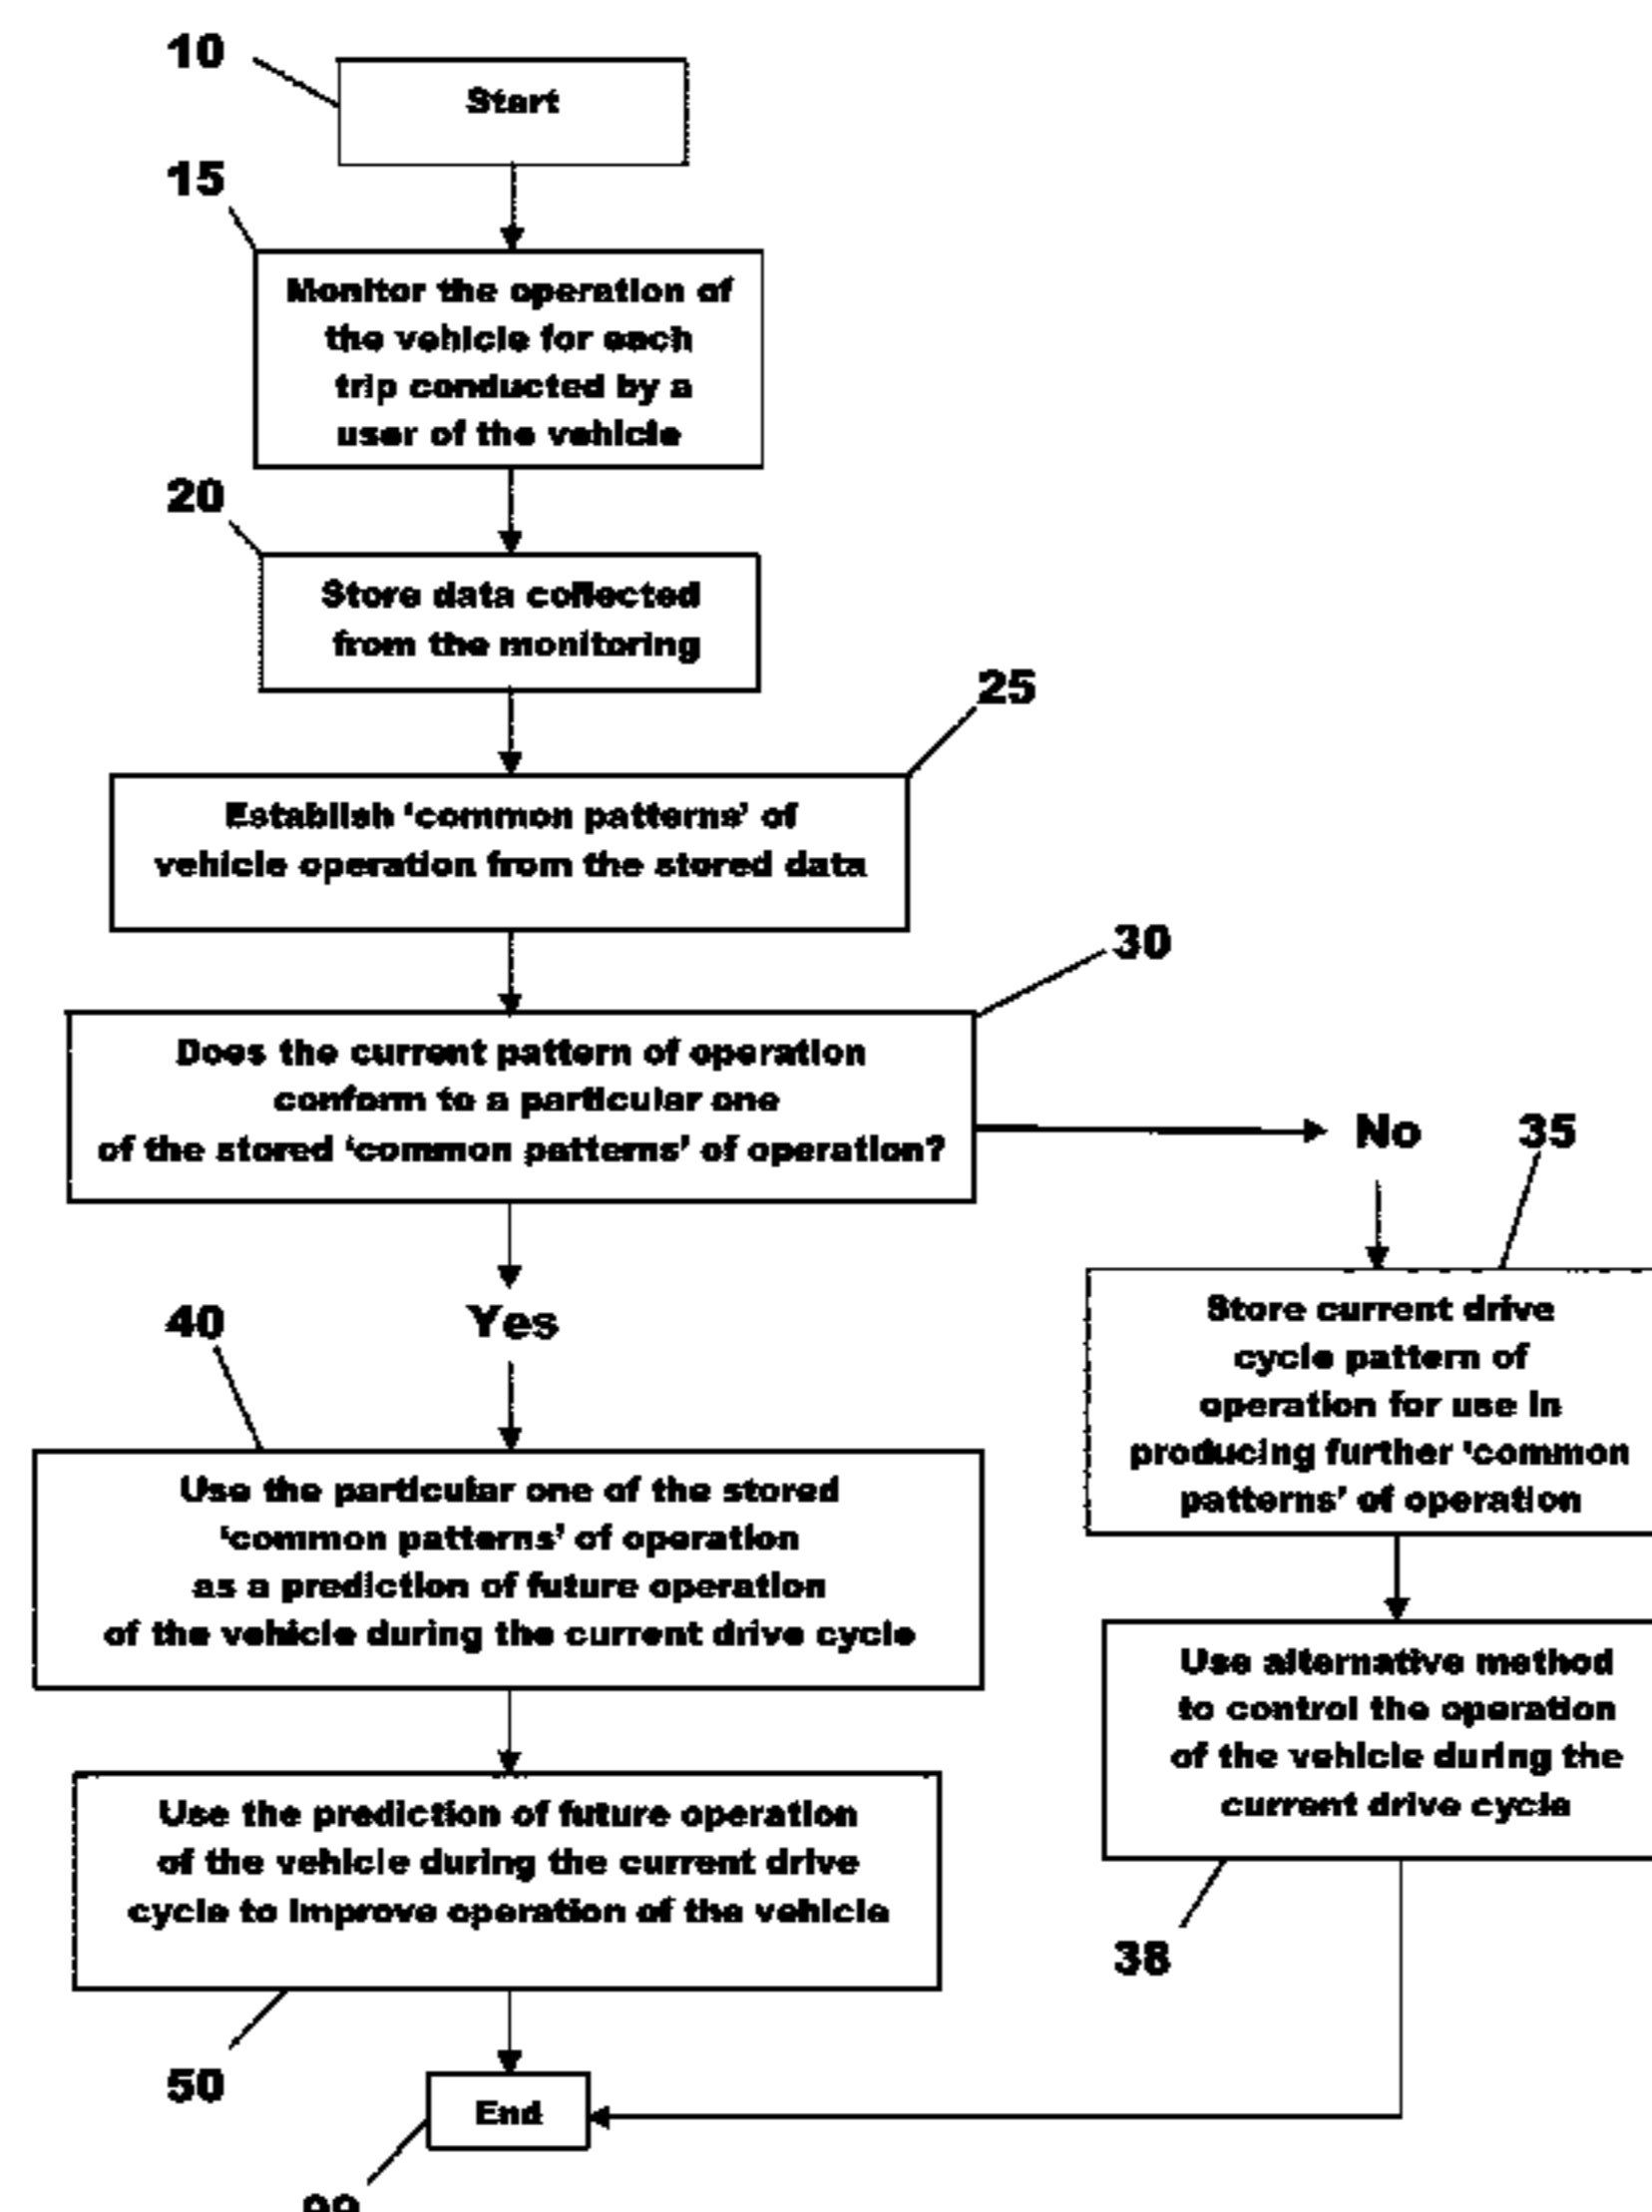 10
Start
15
Monitor the operation of
the vehicle for each
trip conducted by a
user of the vehicle
20
Store data collected
from the monitoring
25
Establish ‘common patterns’ of
vehicle operation from the stored data
30
Does the current pattern of operation
conform to a particular one
of the stored ‘common patterns’ of operation?
No
35
Yes
40
Store current drive
cycle pattern of
operation for use in
producing further ‘common
patterns’ of operation
Use the particular one of the stored
‘common patterns’ of operation
as a prediction of future operation
of the vehicle during the current drive cycle
Use alternative method
to control the operation
of the vehicle during the
current drive cycle
38
Use the prediction of future operation
of the vehicle during the current drive
cycle to improve operation of the vehicle
50
End